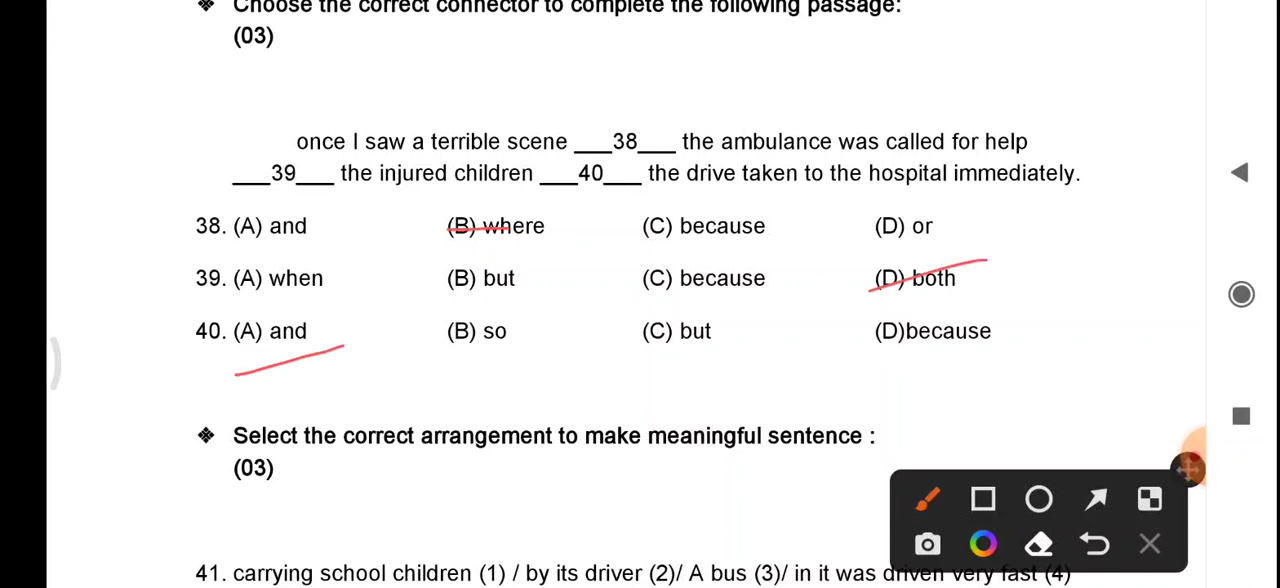 ❖ Choose the correct connector to complete the following passage:
(03)
once I saw a terrible scene ___38___ the ambulance was called for help
___39___ the injured children ___40___ the drive taken to the hospital immediately.
38. (A) and (B) where (C) because (D) or
39. (A) when (B) but (C) because (D) both
40. (A) and (B) so (C) but (D)because
❖ Select the correct arrangement to make meaningful sentence :
(03)
41. carrying school children (1) / by its driver (2)/ A bus (3)/ in it was driven very fast (4)